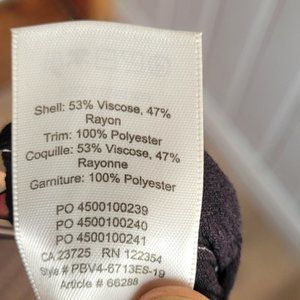 Shell: 53% Viscose, 47%
Rayon
Trim: 100% Polyester
Coquille: 53% Viscose, 47%
Rayonne
Garniture: 100% Polyester
PO 4500100239
PO 4500100240
PO 4500100241
CA 23725 RN 122354
Style # PBV4-6713ES-19
Article # 66288